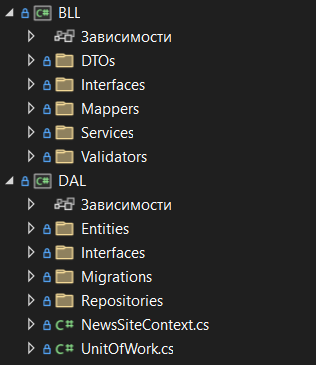 BLL
Зависимости
DTOs
Interfaces
Mappers
Services
Validators
DAL
Зависимости
Entities
Interfaces
Migrations
Repositories
C# NewsSiteContext.cs
C# UnitOfWork.cs